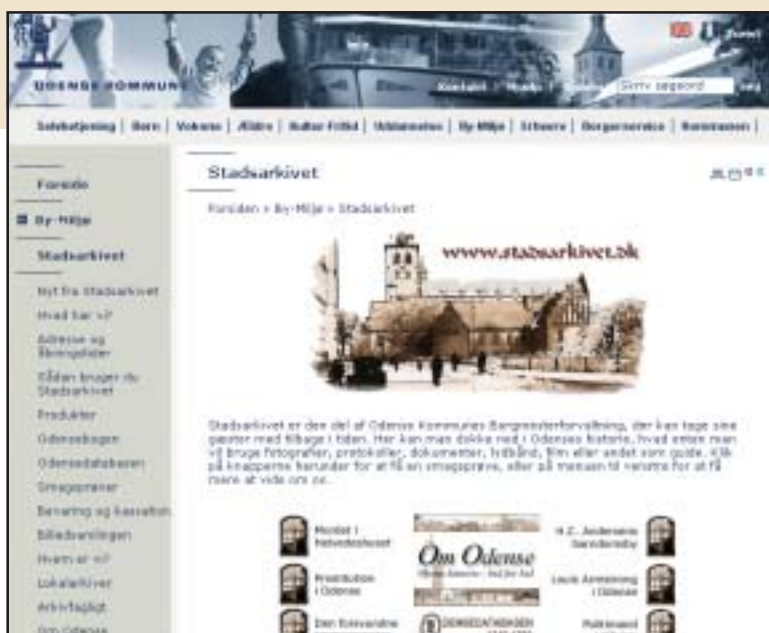 ODENSE KOMMUNE
Kontakt | Hjælp |
Skriv søgeord
Selvbetjening | Børn | Voksne | Ældre | Kultur Fritid | Uddannelse | By-Miljø | Erhverv | Borgerservice | Kommunen |
Forside
By-Miljø
Stadsarkivet
Nyt fra Stadsarkivet
Hvad har vi?
Adresse og
åbningstider
Sådan bruger du
Stadsarkivet
Produkter
Odensebogen
Odensedatabasen
Smagsprøver
Bevaring og kassation
Billedsamlingen
Hvem er vi?
Lokalarkiver
Arkivfagligt
Om Odense
Stadsarkivet
Forsiden » By-Miljø » Stadsarkivet
www.stadsarkivet.dk
Stadsarkivet er den del af Odense Kommunes Borgmesterforvaltning, der kan tage sine
gæster med tilbage i tiden. Her kan man dykke ned i Odenses historie, hvad enten man
vil bruge fotografier, protokoller, dokumenter, lydbånd, film eller andet som guide. Klik
på knapperne herunder for at få en smagsprøve, eller på menuen til venstre for at få
mere at vide om os.
Mordet i
Helvedeshuset
Prostitution
i Odense
Den forsvundne
Om Odense
ODENSEDATABASEN
H.C. Andersens
barndomsby
Louis Armstrong
i Odense